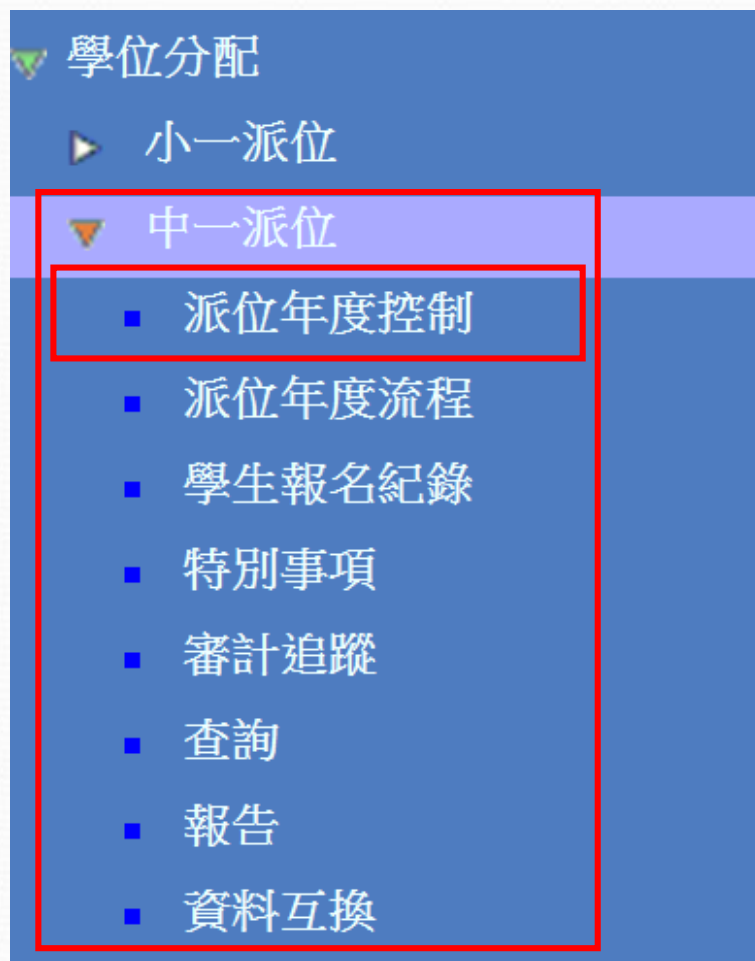 學位分配
小一派位
中一派位
派位年度控制
派位年度流程
學生報名紀錄
特別事項
審計追蹤
查詢
報告
資料互換